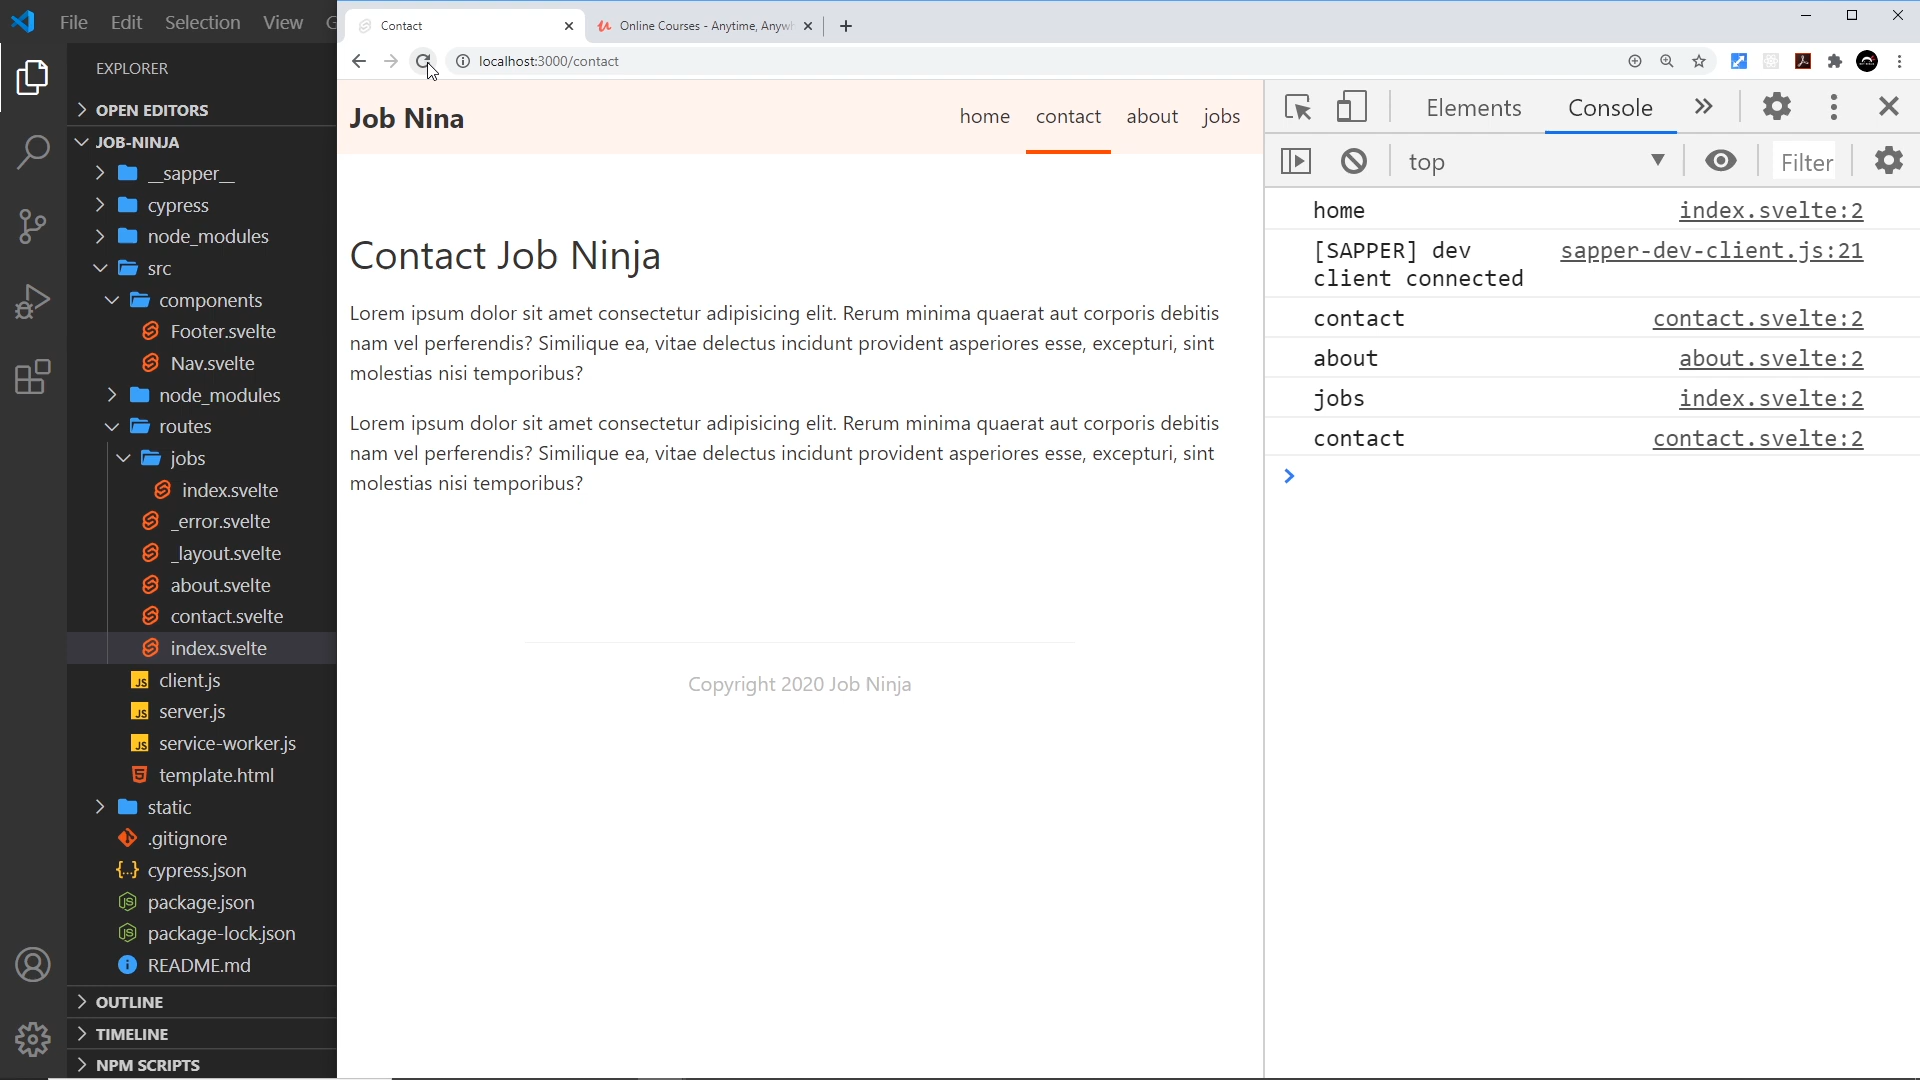 File Edit Selection View
EXPLORER
OPEN EDITORS
JOB-NINJA
__sapper__
cypress
node_modules
src
components
Footer.svelte
Nav.svelte
node_modules
routes
jobs
index.svelte
_error.svelte
_layout.svelte
about.svelte
contact.svelte
index.svelte
client.js
server.js
service-worker.js
template.html
static
.gitignore
cypress.json
package.json
package-lock.json
README.md
OUTLINE
TIMELINE
NPM SCRIPTS
Contact
Online Courses - Anytime, Anyw
localhost:3000/contact
Job Nina
home contact about jobs
Contact Job Ninja
Lorem ipsum dolor sit amet consectetur adipisicing elit. Rerum minima quaerat aut corporis debitis
nam vel perferendis? Similique ea, vitae delectus incidunt provident asperiores esse, excepturi, sint
molestias nisi temporibus?
Lorem ipsum dolor sit amet consectetur adipisicing elit. Rerum minima quaerat aut corporis debitis
nam vel perferendis? Similique ea, vitae delectus incidunt provident asperiores esse, excepturi, sint
molestias nisi temporibus?
Copyright 2020 Job Ninja
Elements Console
top Filter
home index.svelte:2
[SAPPER] dev sapper-dev-client.js:21
client connected
contact contact.svelte:2
about about.svelte:2
jobs index.svelte:2
contact contact.svelte:2